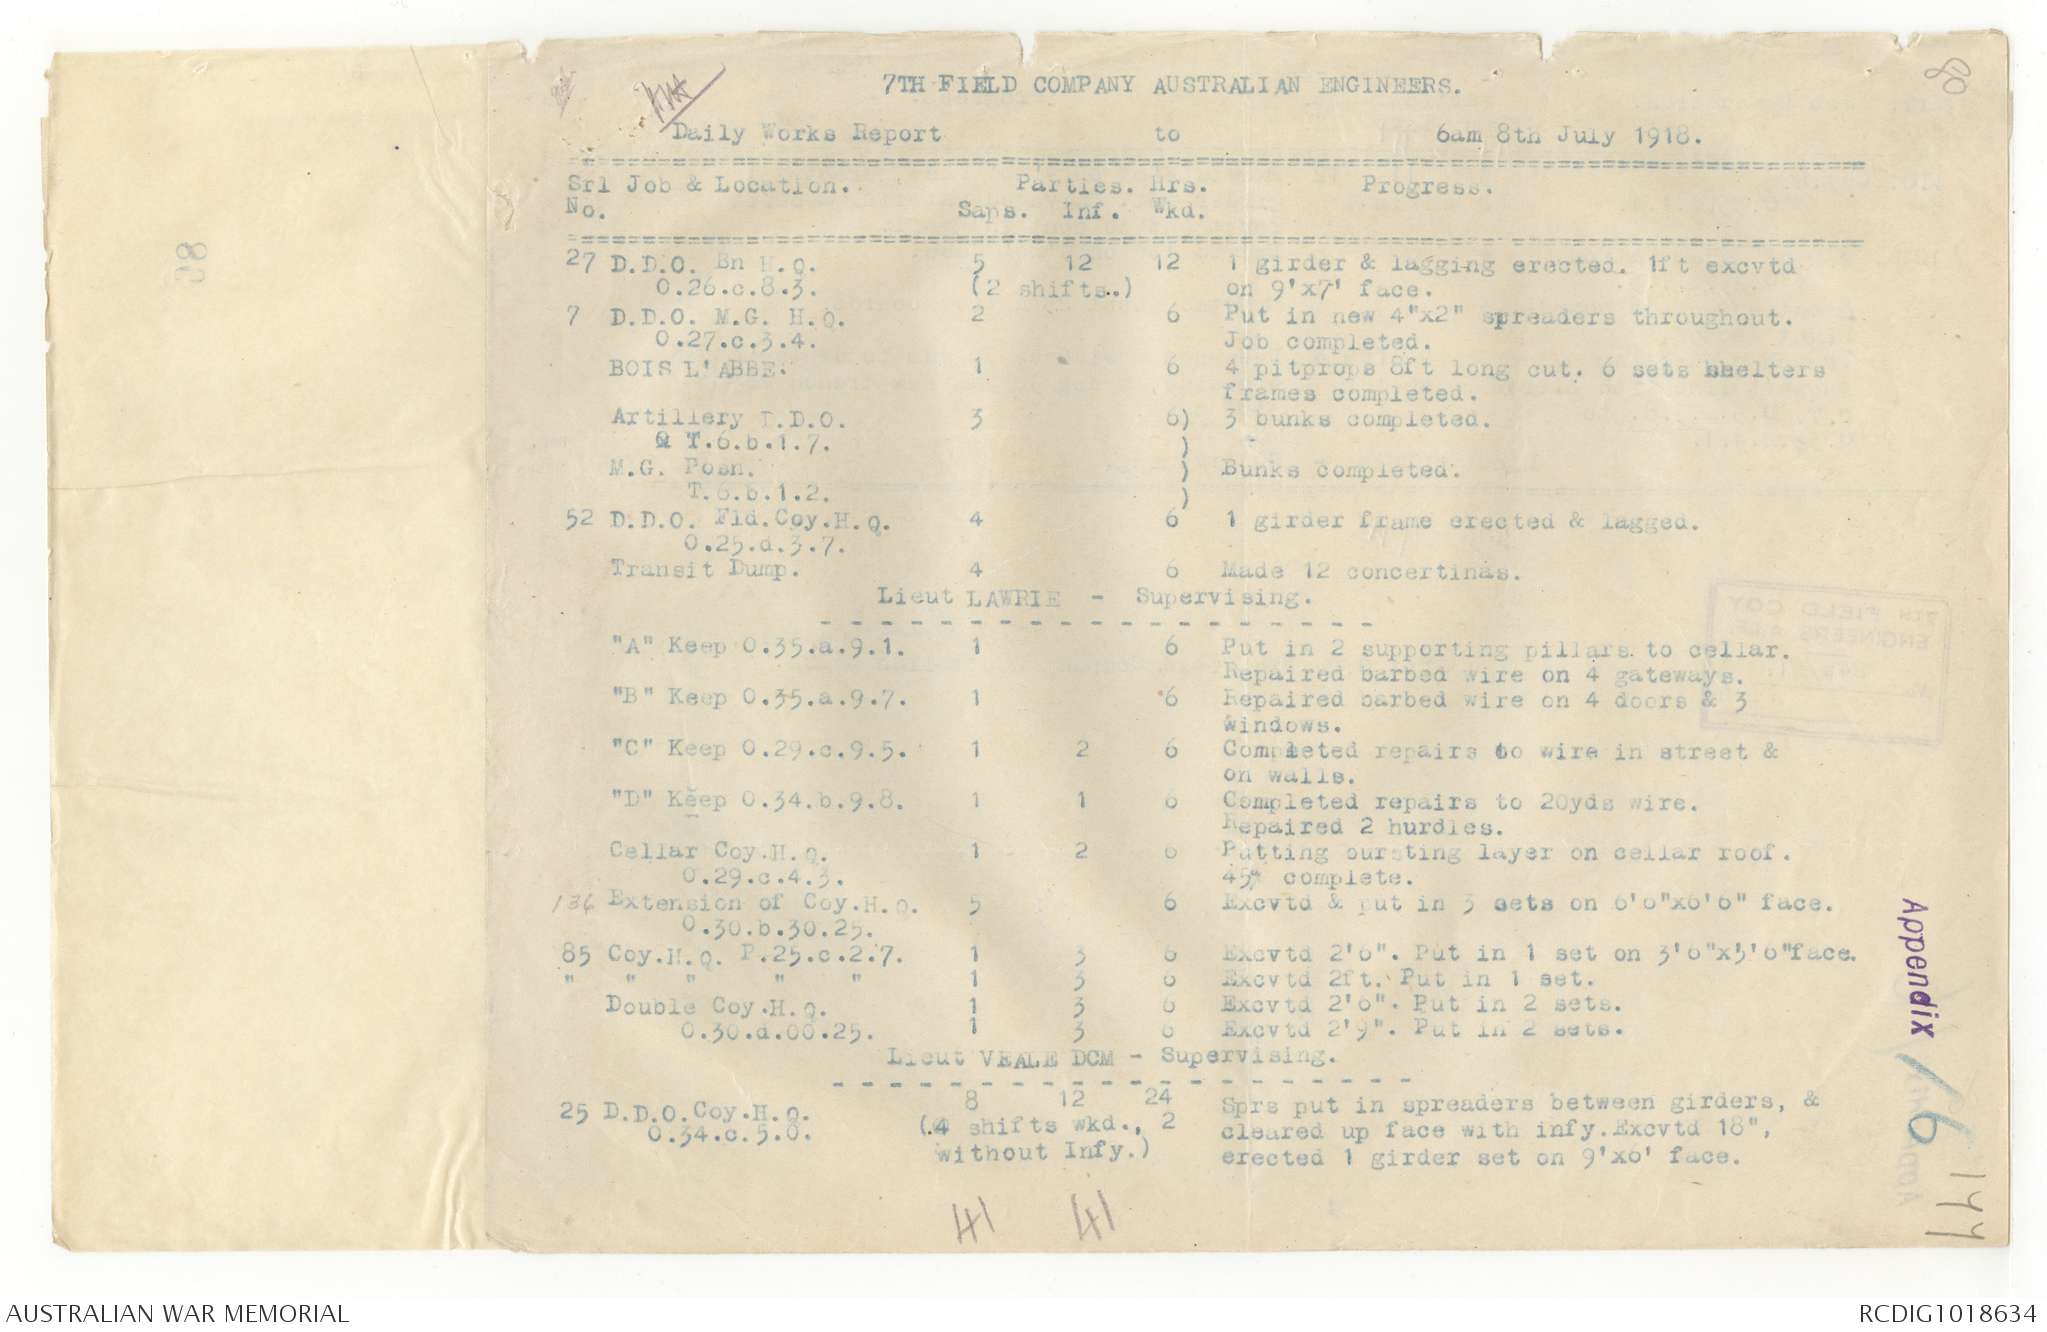 80
7TH FIELD COMPANY AUSTRALIAN ENGINEERS.
Daily Works Report to 6am 8th July 1918.
Srl Job & Location. Parties. Hrs. Progress.
No. Saps. Inf. Wkd.
27 D.D.O. Bn H.Q. 5 12 12 1 girder & lagging erected. 1ft excvtd
O.26.c.8.3. (2 shifts..) on 9'x7' face.
7 D.D.O. M.G. H.Q. 2 6 Put in new 4"x2" spreaders throughout.
O.27.c.3.4. Job completed.
BOIS L'ABBE. 1 6 4 pitprops 8ft long cut. 6 sets shelters
frames completed.
Artillery D.D.O. 3 6) 3 bunks completed.
T.6.b.1.7. )
M.G. Posn. ) Bunks completed.
T.6.b.1.2. )
52 D.D.O. Fld.Coy.H.Q. 4 6 1 girder frame erected & lagged.
O.25.d.3.7.
Transit Dump. 4 6 Made 12 concertinas.
Lieut LAWRIE - Supervising.
"A" Keep O.35.a.9.1. 1 6 Put in 2 supporting pillars to cellar.
Repaired barbed wire on 4 gateways.
"B" Keep O.35.a.9.7. 1 6 Repaired barbed wire on 4 doors & 3
windows.
"C" Keep O.29.c.9.5. 1 2 6 Completed repairs to wire in street &
on walls.
"D" Keep O.34.b.9.8. 1 1 6 Completed repairs to 20yds wire.
Repaired 2 hurdles.
Cellar Coy.H.Q. 1 2 6 Putting bursting layer on cellar roof.
O.29.c.4.3. 45% complete.
136 Extension of Coy.H.Q. 5 6 Excvtd & put in 3 sets on 6'6"x6'6" face.
O.30.b.30.25.
85 Coy.H.Q. P.25.c.2.7. 1 3 6 Excvtd 2'6". Put in 1 set on 3'6"x5'6"face.
" " " " " 1 3 6 Excvtd 2ft. Put in 1 set.
Double Coy.H.Q. 1 3 6 Excvtd 2'6". Put in 2 sets.
O.30.d.00.25. 1 3 6 Excvtd 2'9". Put in 2 sets.
Lieut VEALE DCM - Supervising.
25 D.D.O.Coy.H.Q. 8 12 24 Sprs put in spreaders between girders, &
O.34.c.5.0. (.4 shifts wkd., 2 cleared up face with infy.Excvtd 18",
without Infy.) erected 1 girder set on 9'x6' face.
41 41
Appendix 16
177
AUSTRALIAN WAR MEMORIAL
RCDIG1018634